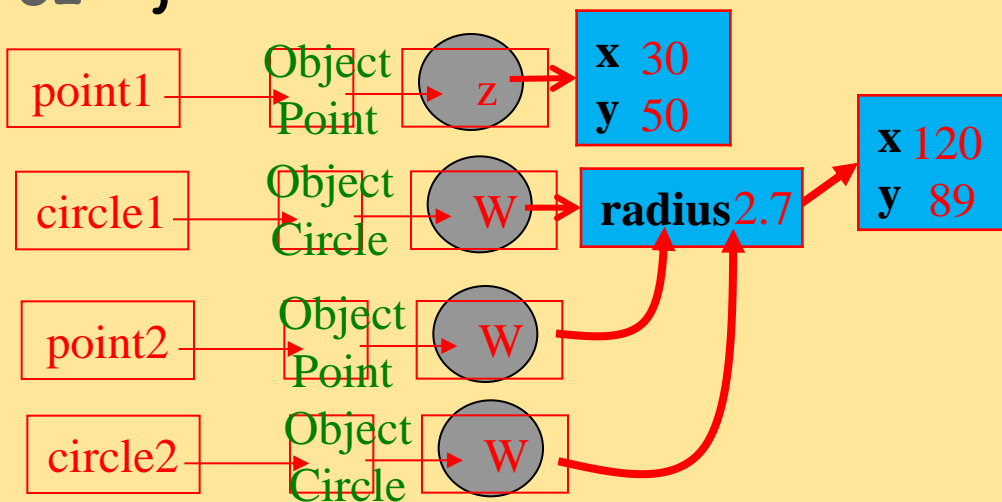 point1
Object
Point
z
x 30
y 50
circle1
Object
Circle
W
radius 2.7
x 120
y 89
point2
Object
Point
W
circle2
Object
Circle
W